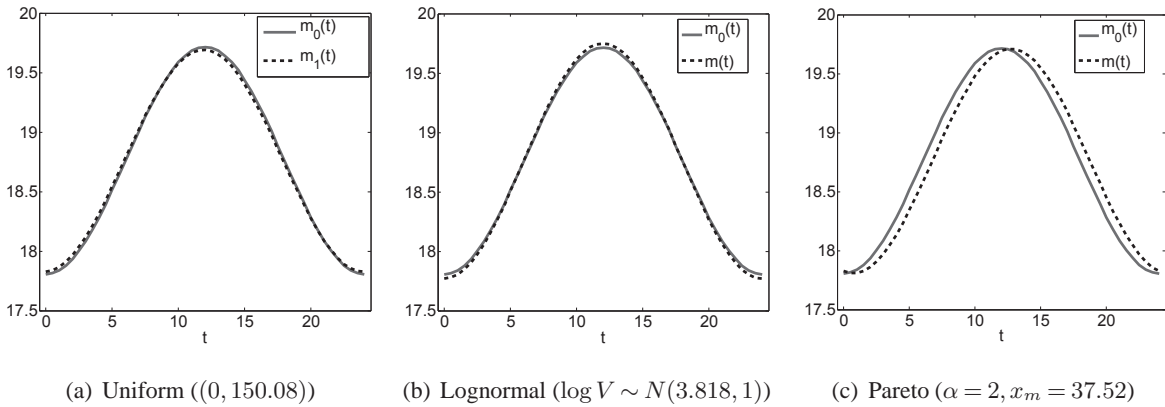 20
19.5
19
18.5
18
17.5
0
5
10
15
20
t
m₀(t)
m₁(t)
(a) Uniform ((0, 150.08))
20
19.5
19
18.5
18
17.5
0
5
10
15
20
t
m₀(t)
m(t)
(b) Lognormal (log V ∼ N(3.818, 1))
20
19.5
19
18.5
18
17.5
0
5
10
15
20
t
m₀(t)
m(t)
(c) Pareto (α = 2, xₘ = 37.52)